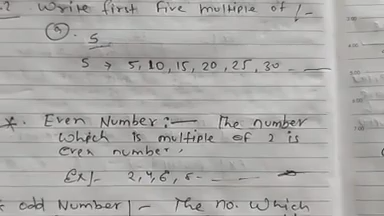 2 Write first five multiple of :-
(a). 5
5 → 5, 10, 15, 20, 25, 30 - —
*. Even Number :— The number
which is multiple of 2 is
even number.
Ex/- 2, 4, 6, 8 - - —
* odd Number /- The no. which